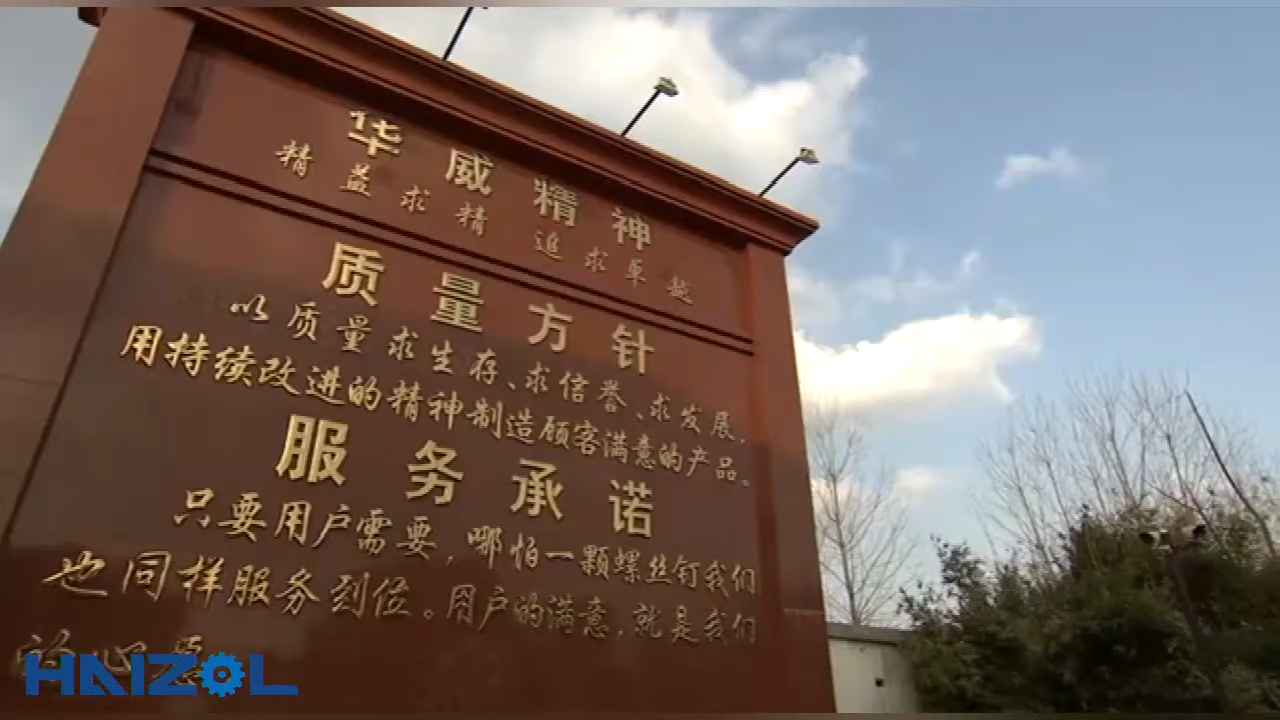 华威精神
精益求精 追求卓越
质量方针
以质量求生存、求信誉、求发展,
用持续改进的精神制造顾客满意的产品。
服务承诺
只要用户需要,哪怕一颗螺丝钉我们
也同样服务到位。用户的满意,就是我们
的心愿
HAIZOL